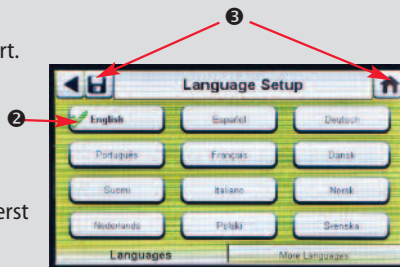 ❸
rt.
Language Setup
❷
English Español Deutsch
Português Français Dansk
Suomi Italiano Norsk
erst
Nederlands Polski Svenska
Languages More Languages